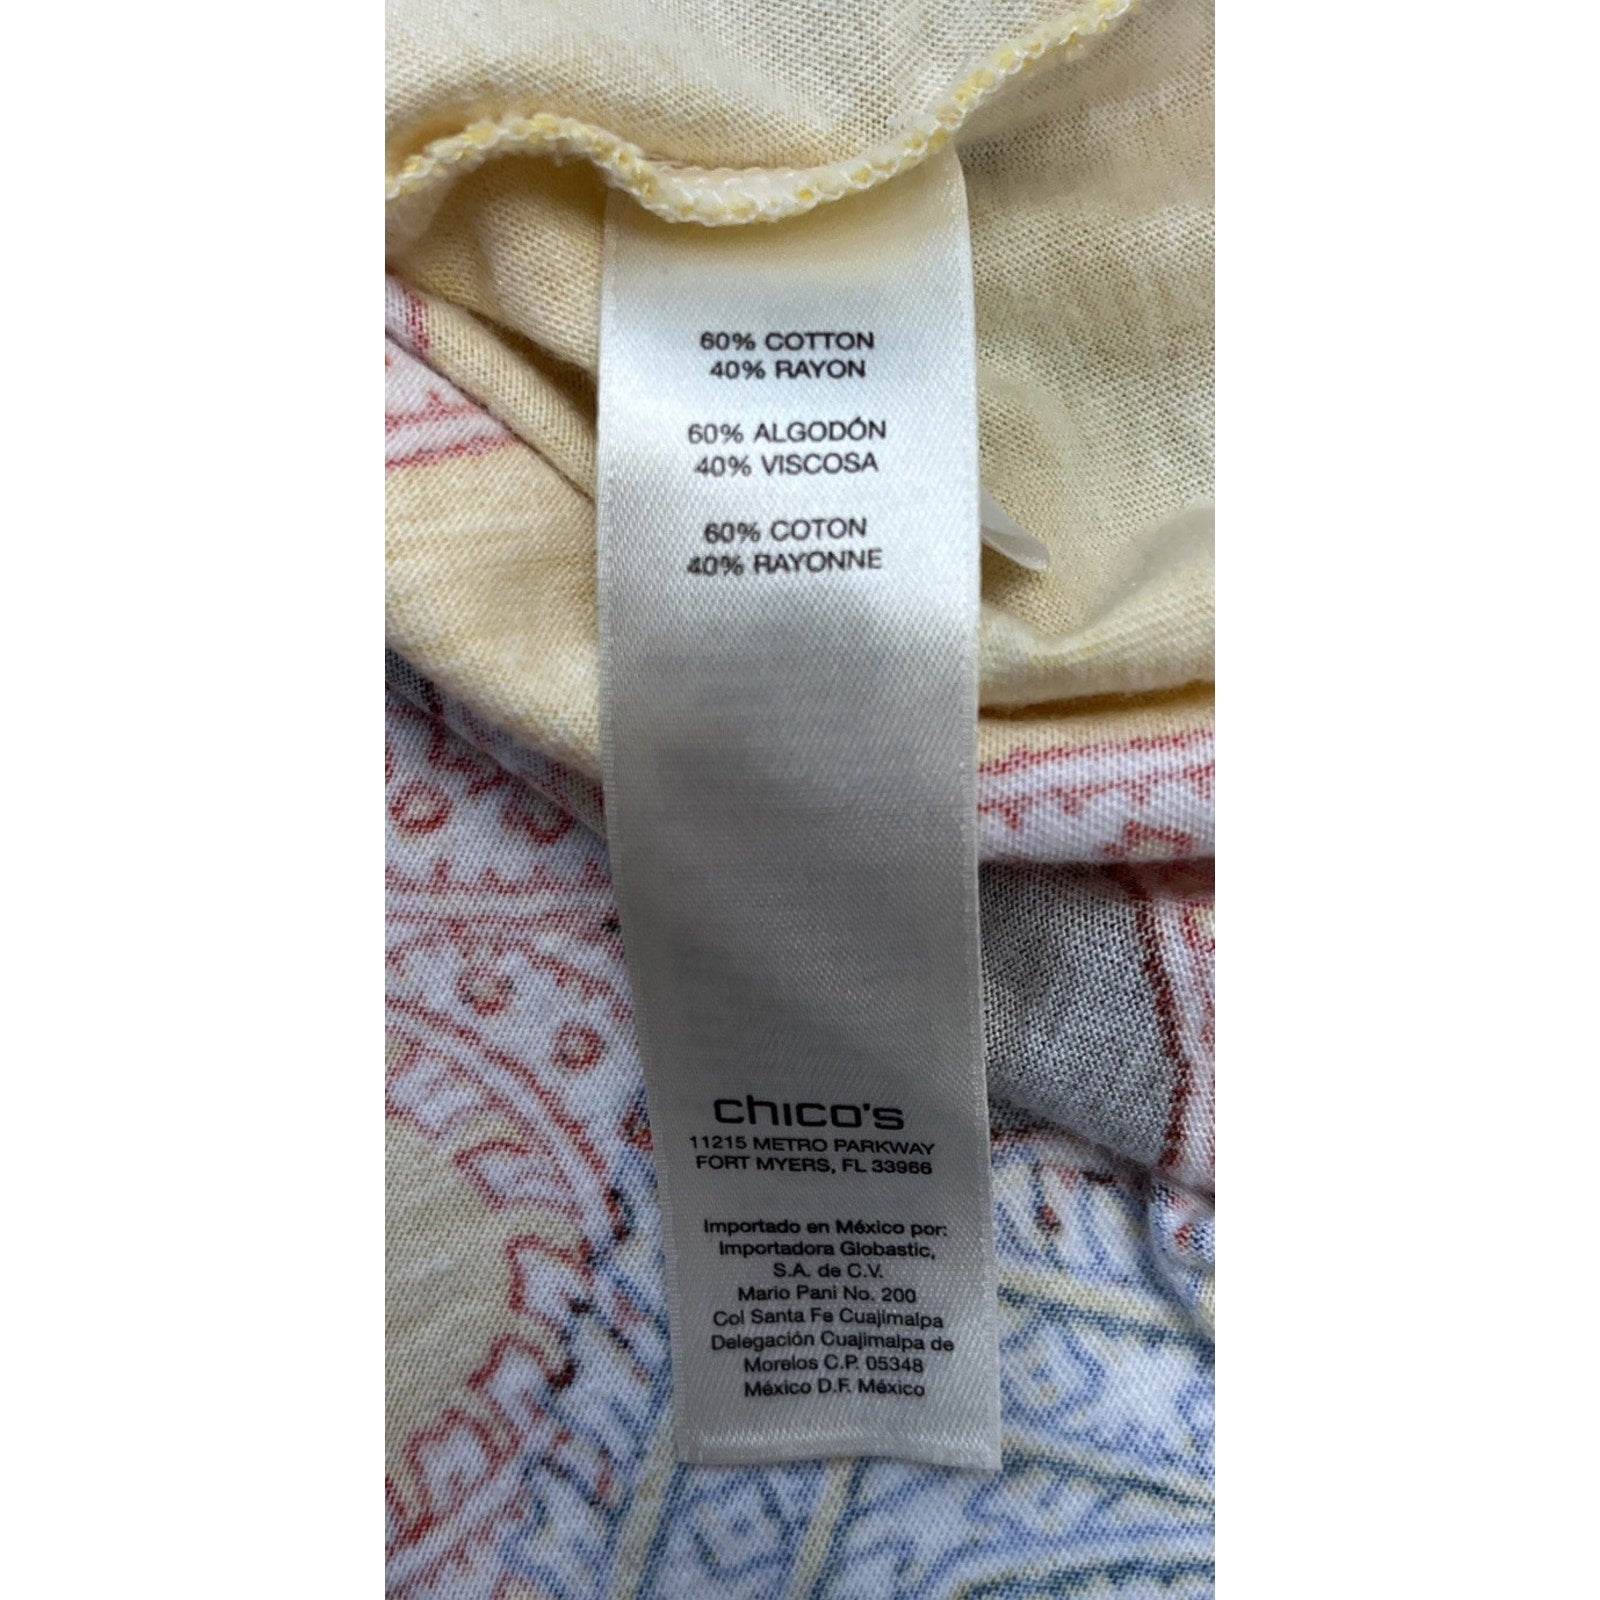 60% COTTON
40% RAYON
60% ALGODÓN
40% VISCOSA
60% COTON
40% RAYONNE
chico's
11215 METRO PARKWAY
FORT MYERS, FL 33966
Importado en México por:
Importadora Globastic,
S.A. de C.V.
Mario Pani No. 200
Col Santa Fe Cuajimalpa
Delegación Cuajimalpa de
Morelos C.P. 05348
México D.F. México